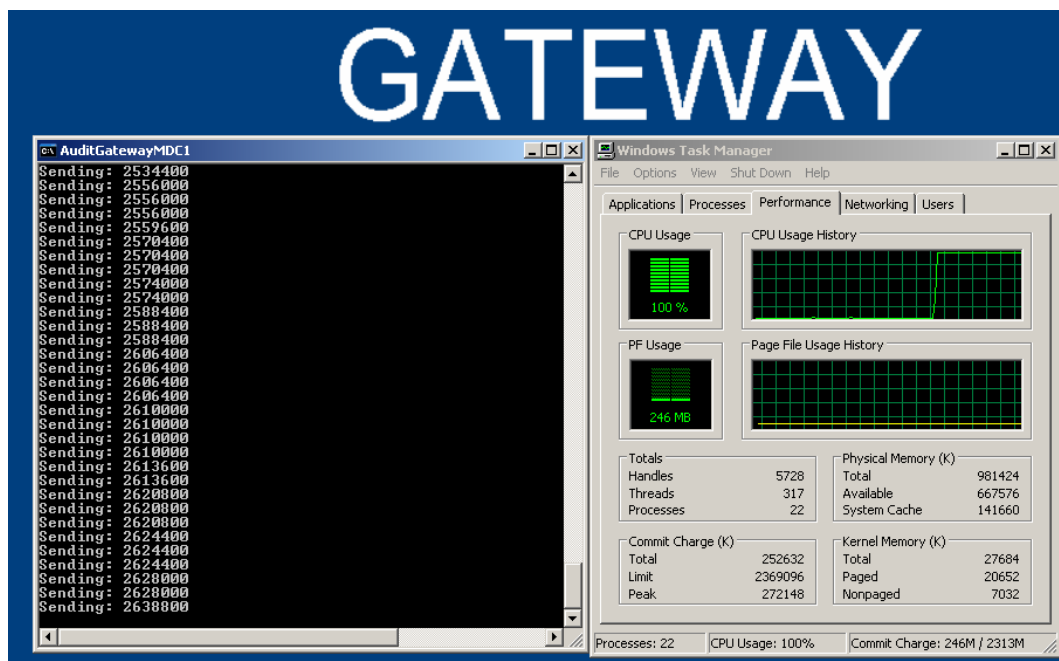 GATEWAY
AuditGatewayMDC1
Sending: 2534400
Sending: 2556000
Sending: 2556000
Sending: 2556000
Sending: 2559600
Sending: 2570400
Sending: 2570400
Sending: 2570400
Sending: 2574000
Sending: 2574000
Sending: 2588400
Sending: 2588400
Sending: 2588400
Sending: 2606400
Sending: 2606400
Sending: 2606400
Sending: 2606400
Sending: 2610000
Sending: 2610000
Sending: 2610000
Sending: 2610000
Sending: 2613600
Sending: 2613600
Sending: 2620800
Sending: 2620800
Sending: 2620800
Sending: 2624400
Sending: 2624400
Sending: 2624400
Sending: 2628000
Sending: 2628000
Sending: 2638800
Windows Task Manager
File Options View Shut Down Help
Applications Processes Performance Networking Users
CPU Usage CPU Usage History
100 %
PF Usage Page File Usage History
246 MB
Totals
Handles 5728
Threads 317
Processes 22
Physical Memory (K)
Total 981424
Available 667576
System Cache 141660
Commit Charge (K)
Total 252632
Limit 2369096
Peak 272148
Kernel Memory (K)
Total 27684
Paged 20652
Nonpaged 7032
Processes: 22 CPU Usage: 100% Commit Charge: 246M / 2313M